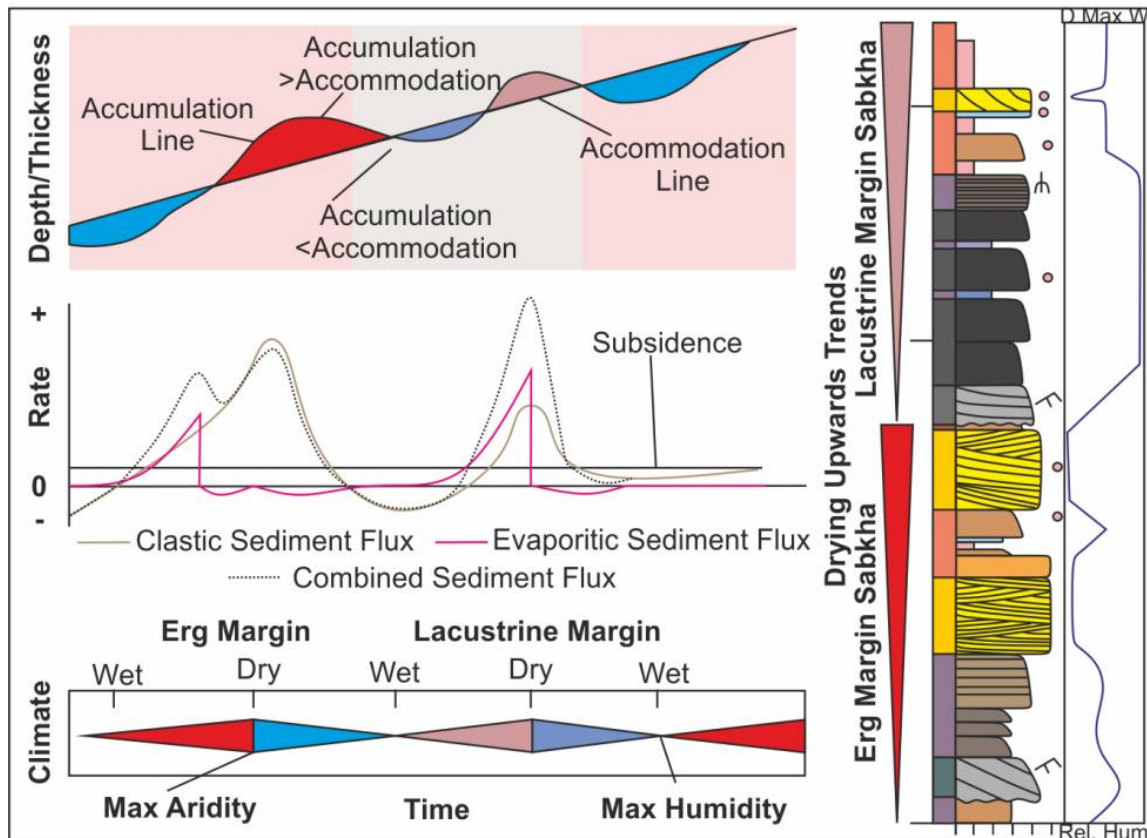 Depth/Thickness
Accumulation
>Accommodation
Accumulation
Line
Accommodation
Line
Accumulation
<Accommodation
Rate
+
0
-
Subsidence
Clastic Sediment Flux
Evaporitic Sediment Flux
Combined Sediment Flux
Erg Margin
Lacustrine Margin
Wet
Dry
Wet
Dry
Wet
Climate
Max Aridity
Time
Max Humidity
Drying Upwards Trends
Erg Margin Sabkha
Lacustrine Margin Sabkha
D Max W
Rel. Hum